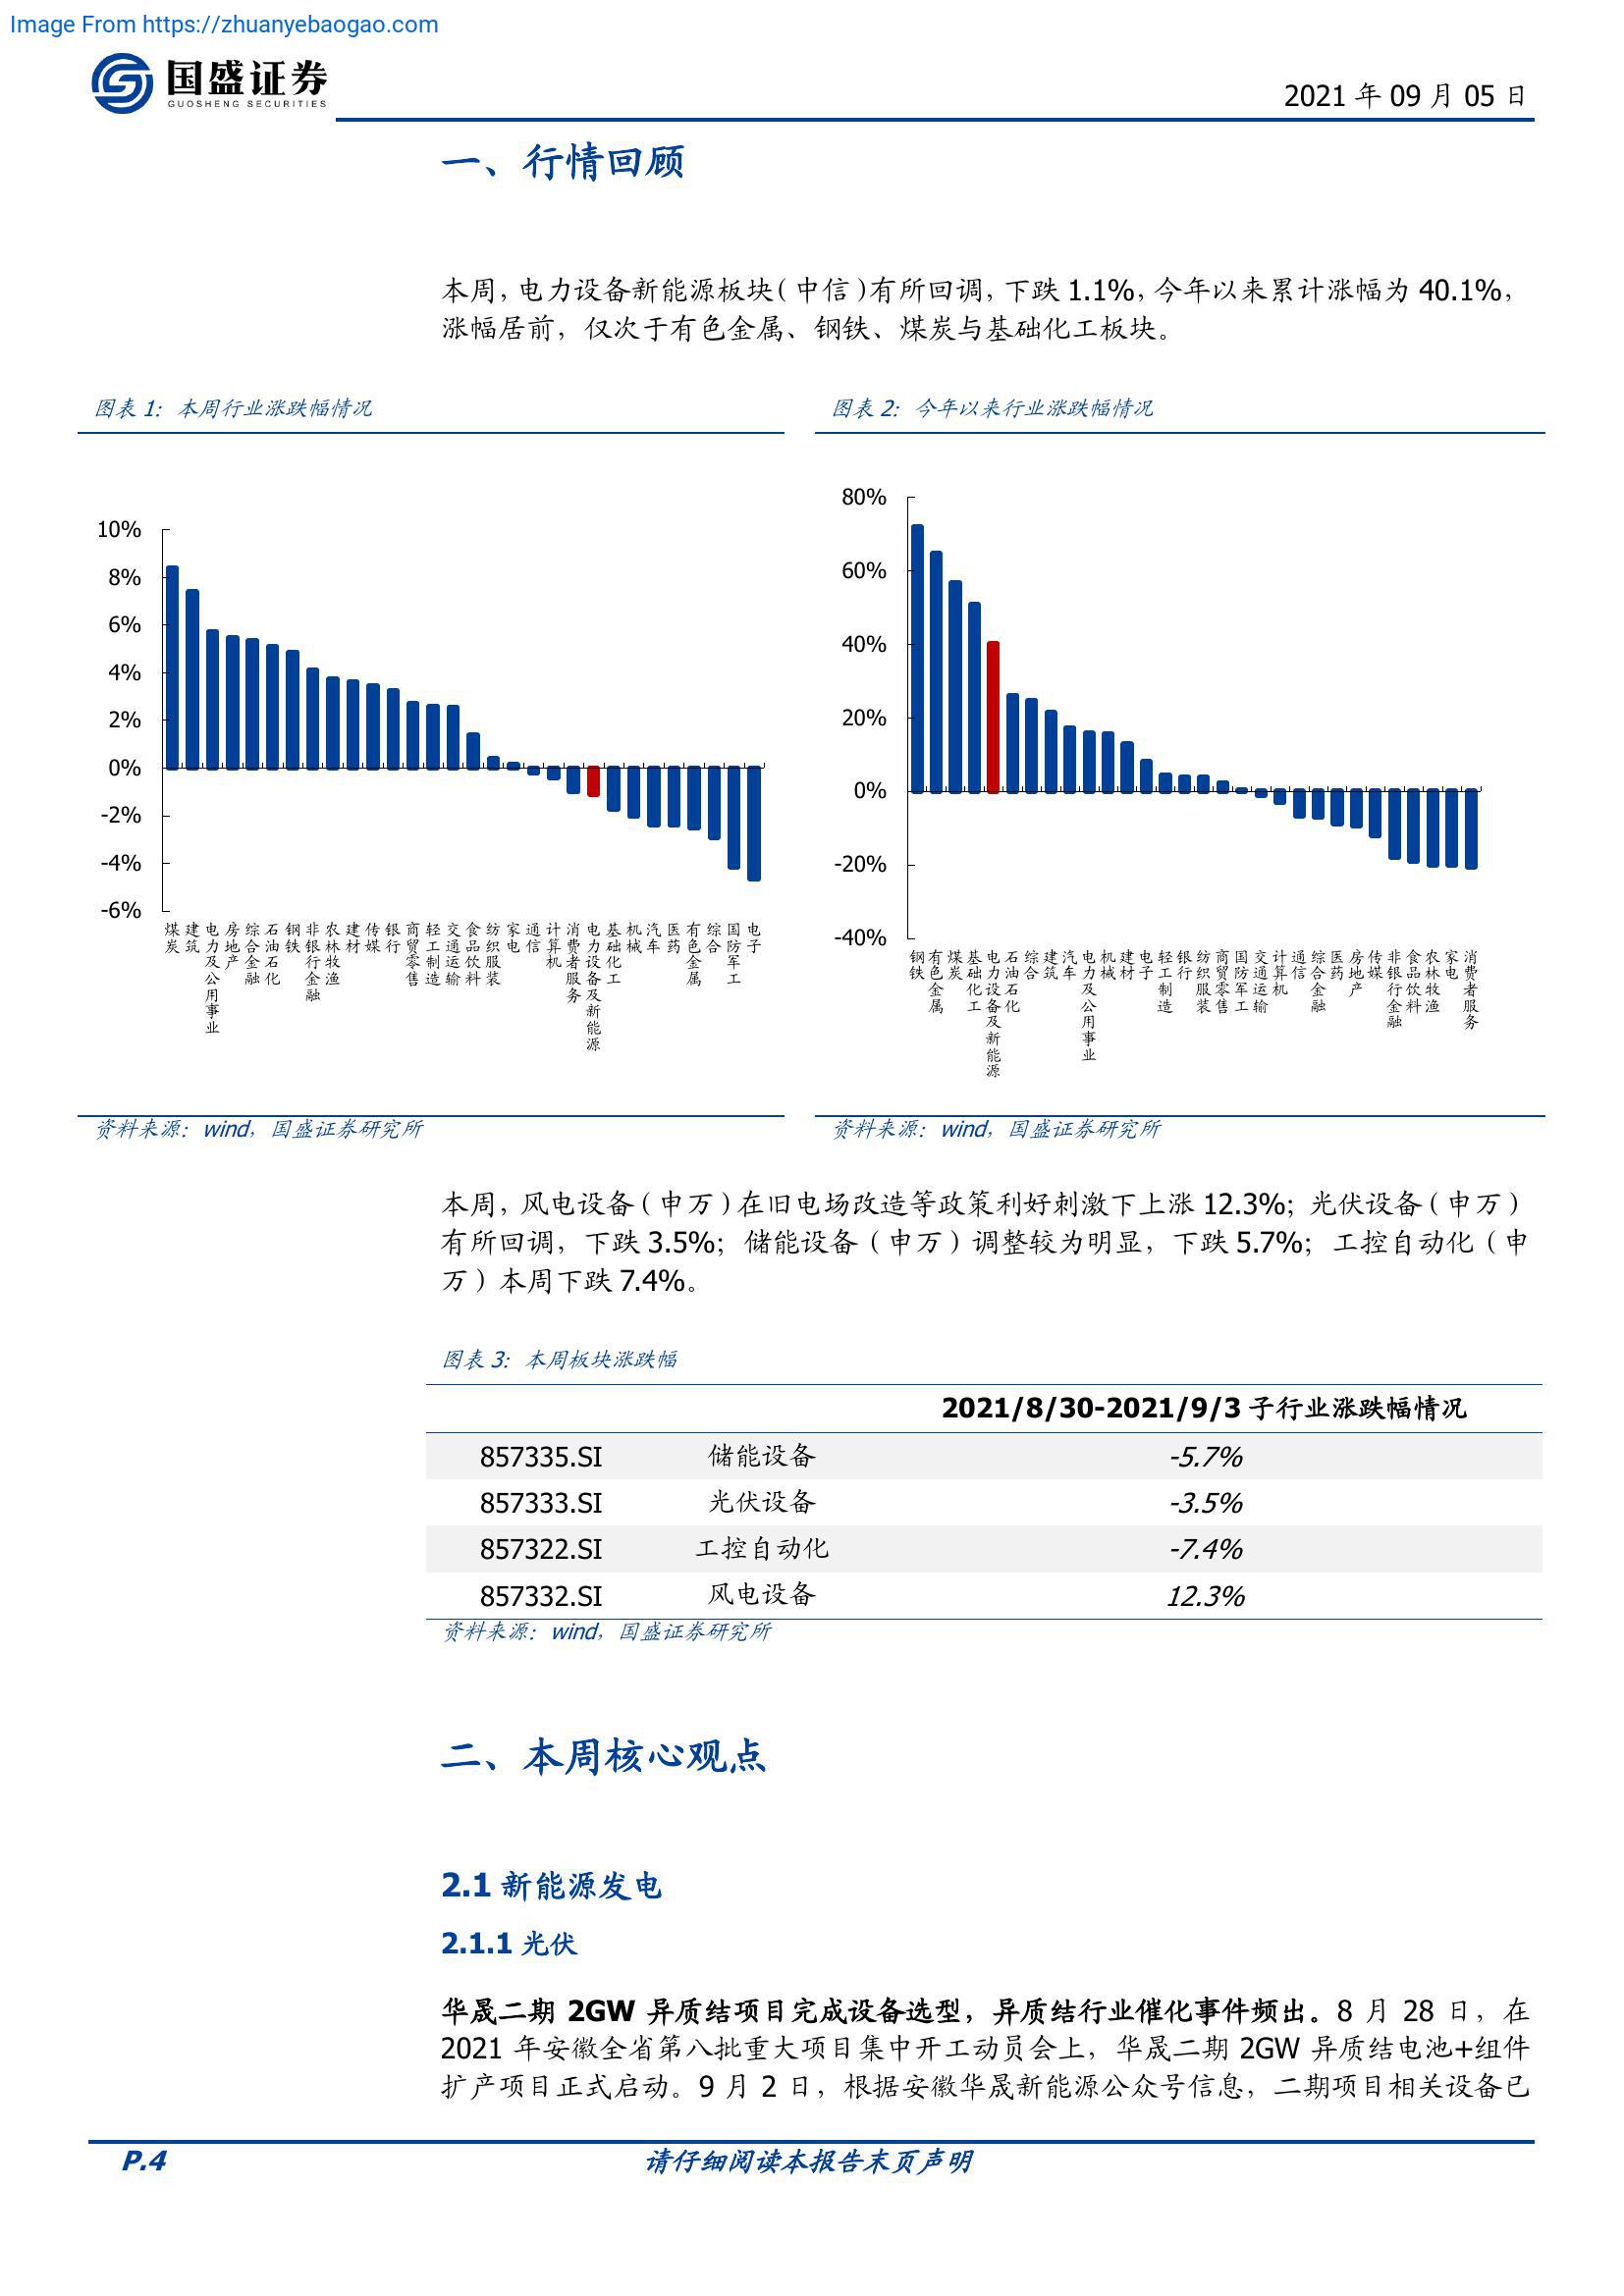 Image From https://zhuanyebaogao.com
国盛证券
GUOSHENG SECURITIES
2021 年 09 月 05 日
一、行情回顾
本周，电力设备新能源板块（中信）有所回调，下跌 1.1%，今年以来累计涨幅为 40.1%，
涨幅居前，仅次于有色金属、钢铁、煤炭与基础化工板块。
图表 1：本周行业涨跌幅情况
10%
8%
6%
4%
2%
0%
-2%
-4%
-6%
煤炭
建筑
电力及公用事业
房地产
综合金融
石油石化
钢铁
非银行金融
农林牧渔
建材
传媒
银行
商贸零售
轻工制造
交通运输
食品饮料
纺织服装
家电
通信
计算机
消费者服务
电力设备及新能源
基础化工
机械
汽车
医药
有色金属
综合
国防军工
电子
资料来源：wind，国盛证券研究所
图表 2：今年以来行业涨跌幅情况
80%
60%
40%
20%
0%
-20%
-40%
钢铁
有色金属
煤炭
基础化工
电力设备及新能源
石油石化
综合
建筑
汽车
电力及公用事业
机械
建材
电子
轻工制造
银行
纺织服装
商贸零售
国防军工
交通运输
计算机
通信
综合金融
医药
房地产
传媒
非银行金融
食品饮料
农林牧渔
家电
消费者服务
资料来源：wind，国盛证券研究所
本周，风电设备（申万）在旧电场改造等政策利好刺激下上涨 12.3%；光伏设备（申万）
有所回调，下跌 3.5%；储能设备（申万）调整较为明显，下跌 5.7%；工控自动化（申
万）本周下跌 7.4%。
图表 3：本周板块涨跌幅
2021/8/30-2021/9/3 子行业涨跌幅情况
857335.SI 储能设备 -5.7%
857333.SI 光伏设备 -3.5%
857322.SI 工控自动化 -7.4%
857332.SI 风电设备 12.3%
资料来源：wind，国盛证券研究所
二、本周核心观点
2.1 新能源发电
2.1.1 光伏
华晟二期 2GW 异质结项目完成设备选型，异质结行业催化事件频出。8 月 28 日，在
2021 年安徽全省第八批重大项目集中开工动员会上，华晟二期 2GW 异质结电池+组件
扩产项目正式启动。9 月 2 日，根据安徽华晟新能源公众号信息，二期项目相关设备已
P.4
请仔细阅读本报告末页声明